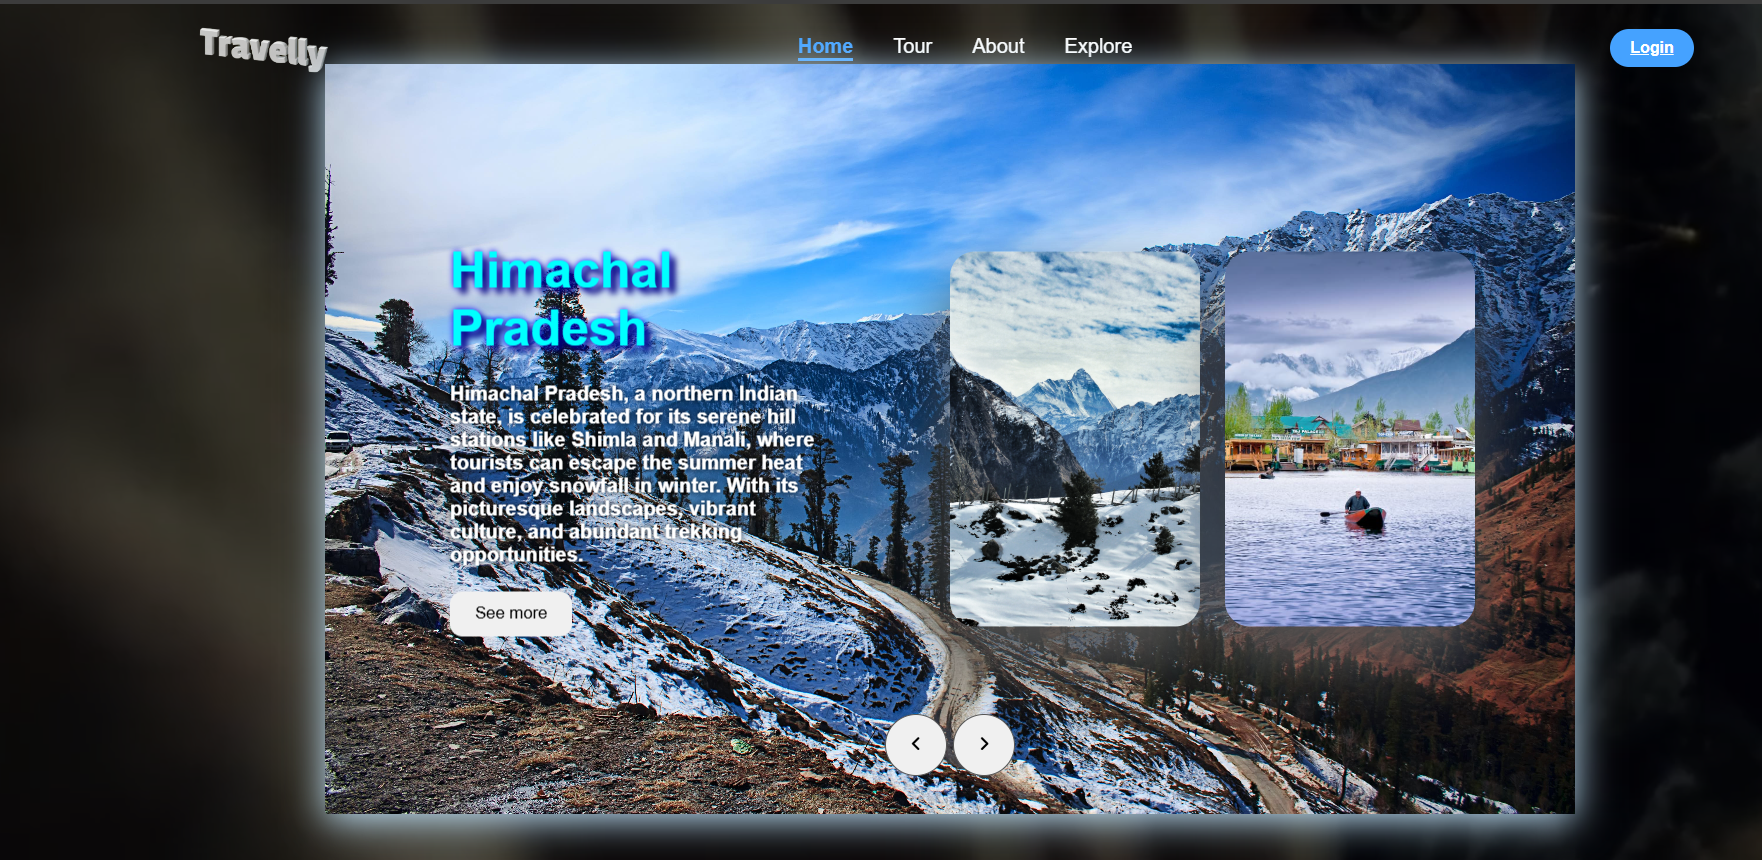 Travelly
Home
Tour
About
Explore
Login
Himachal
Pradesh
Himachal Pradesh, a northern Indian
state, is celebrated for its serene hill
stations like Shimla and Manali, where
tourists can escape the summer heat
and enjoy snowfall in winter. With its
picturesque landscapes, vibrant
culture, and abundant trekking
opportunities.
See more